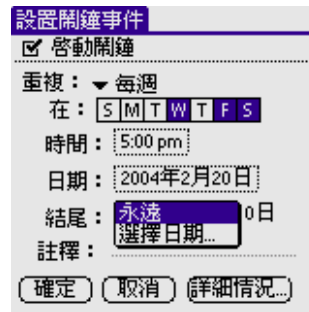 設置鬧鐘事件
啓動鬧鐘
重複： 每週
在： S M T W T F S
時間： 5:00 pm
日期： 2004年2月20日
結尾： 永遠 0日
選擇日期...
註釋：
確定 取消 詳細情況...